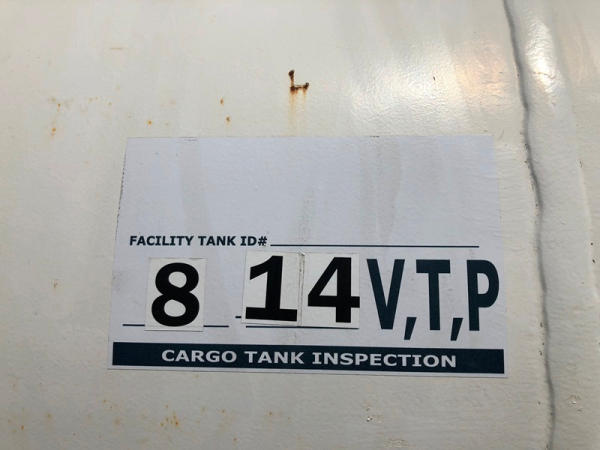 FACILITY TANK ID#
8 14 V,T,P
CARGO TANK INSPECTION